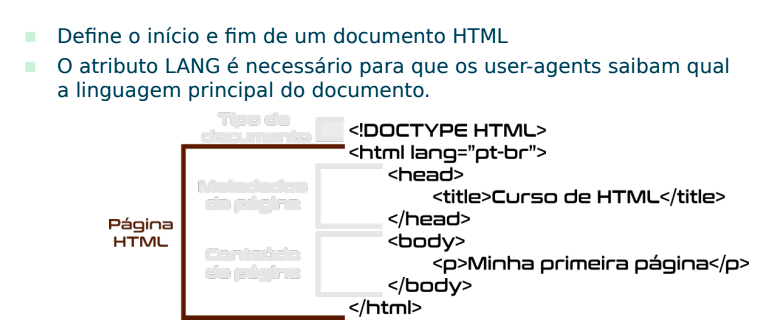 Define o início e fim de um documento HTML
O atributo LANG é necessário para que os user-agents saibam qual
a linguagem principal do documento.
Tipo de
documento
<!DOCTYPE HTML>
<html lang=”pt-br”>
<head>
Metadados
da página
<title>Curso de HTML</title>
</head>
Página
HTML
<body>
Conteúdo
da página
<p>Minha primeira página</p>
</body>
</html>